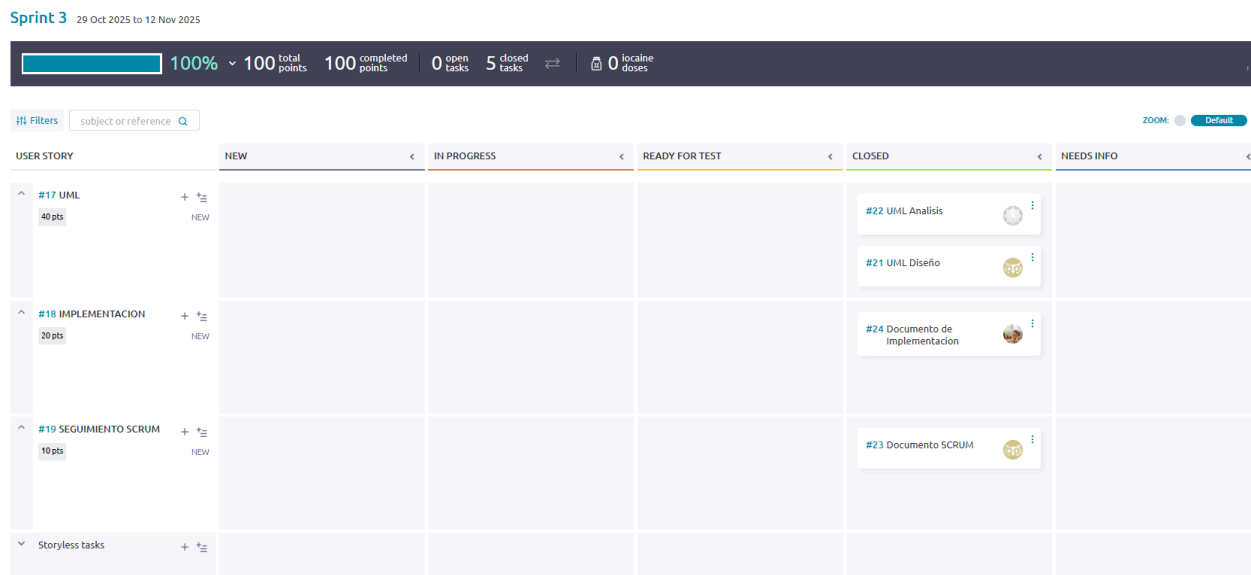 Sprint 3 29 Oct 2025 to 12 Nov 2025
100% 100 total points 100 completed points 0 open tasks 5 closed tasks 0 iocaine doses
Filters subject or reference ZOOM: Default
USER STORY NEW IN PROGRESS READY FOR TEST CLOSED NEEDS INFO
#17 UML
40 pts NEW
#22 UML Analisis
#21 UML Diseño
#18 IMPLEMENTACION
20 pts NEW
#24 Documento de
Implementacion
#19 SEGUIMIENTO SCRUM
10 pts NEW
#23 Documento SCRUM
Storyless tasks